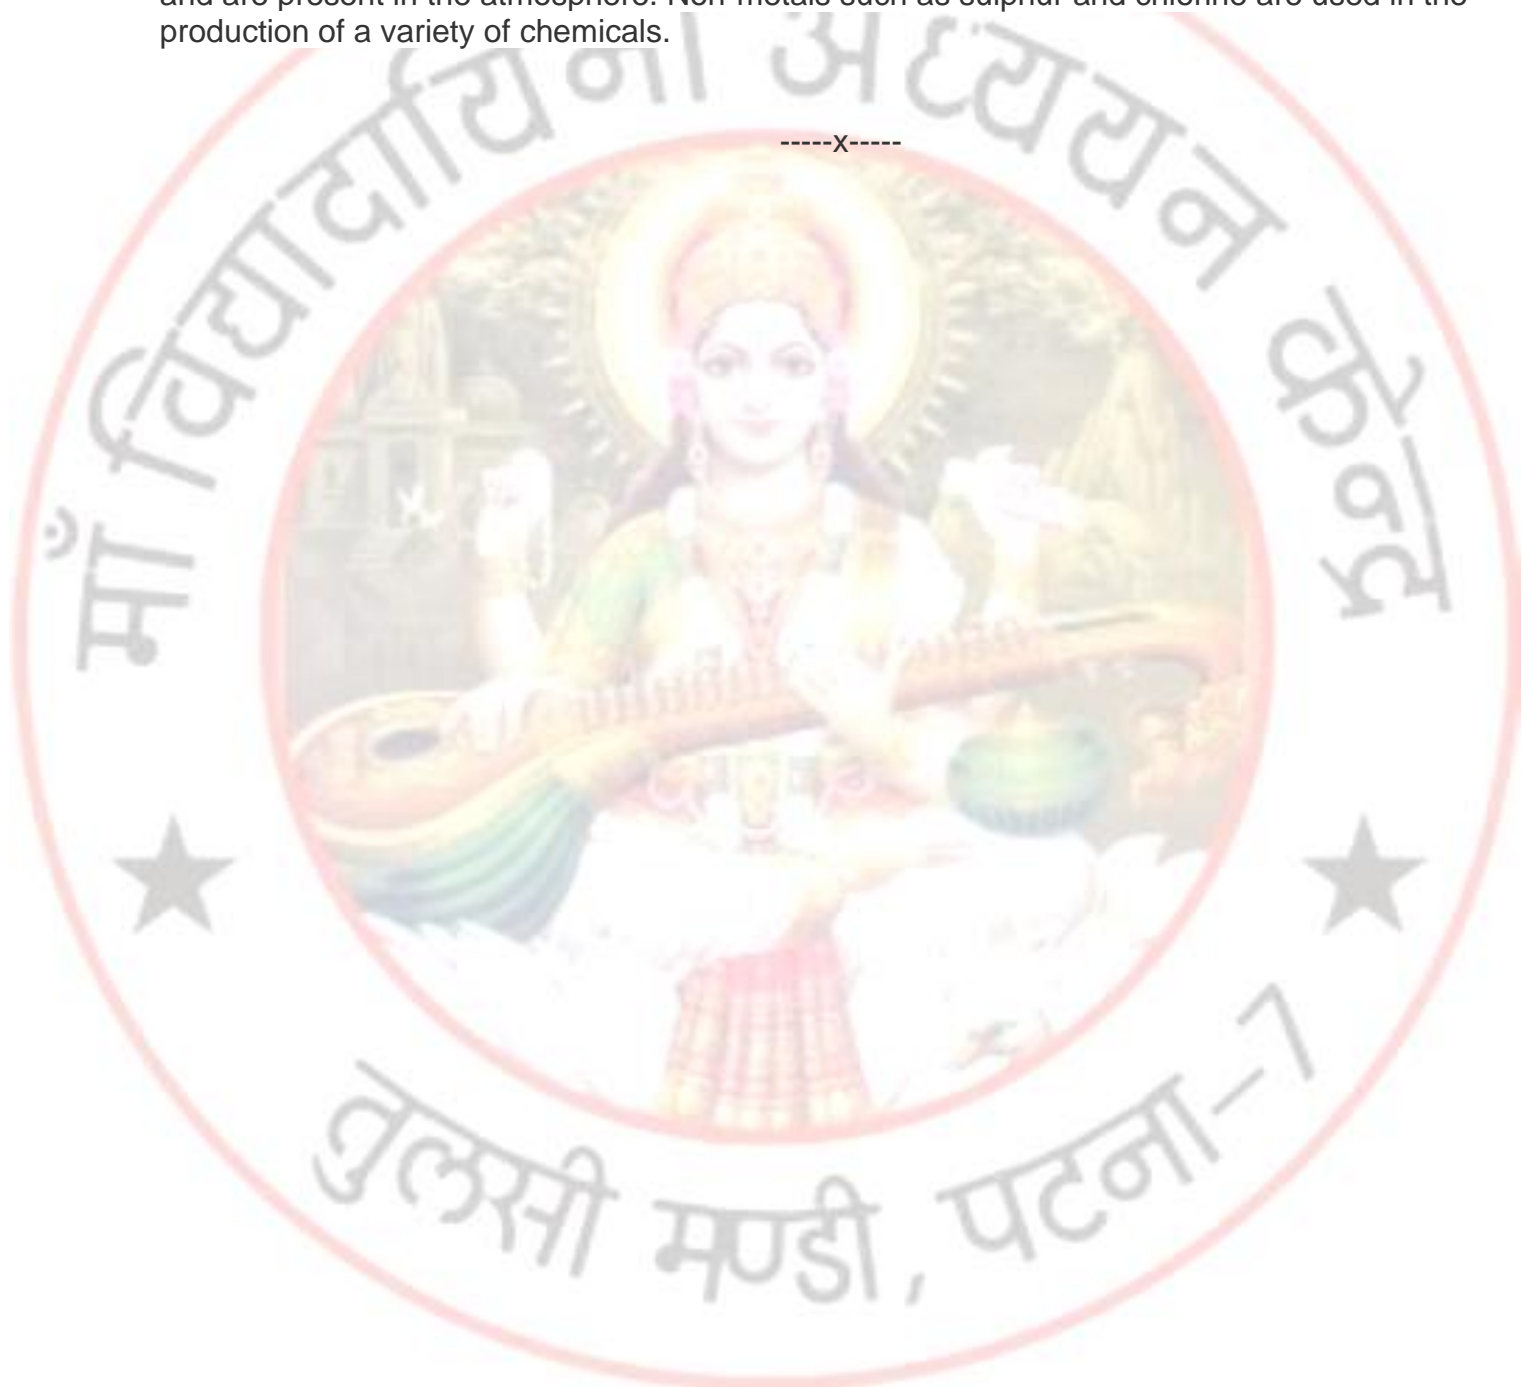 and are present in the atmosphere. Non-metals such as sulphur and chlorine are used in the
production of a variety of chemicals.
-----x-----
माँ विद्यादायिनी अध्ययन केन्द्र
तुलसी मण्डी, पटना-7